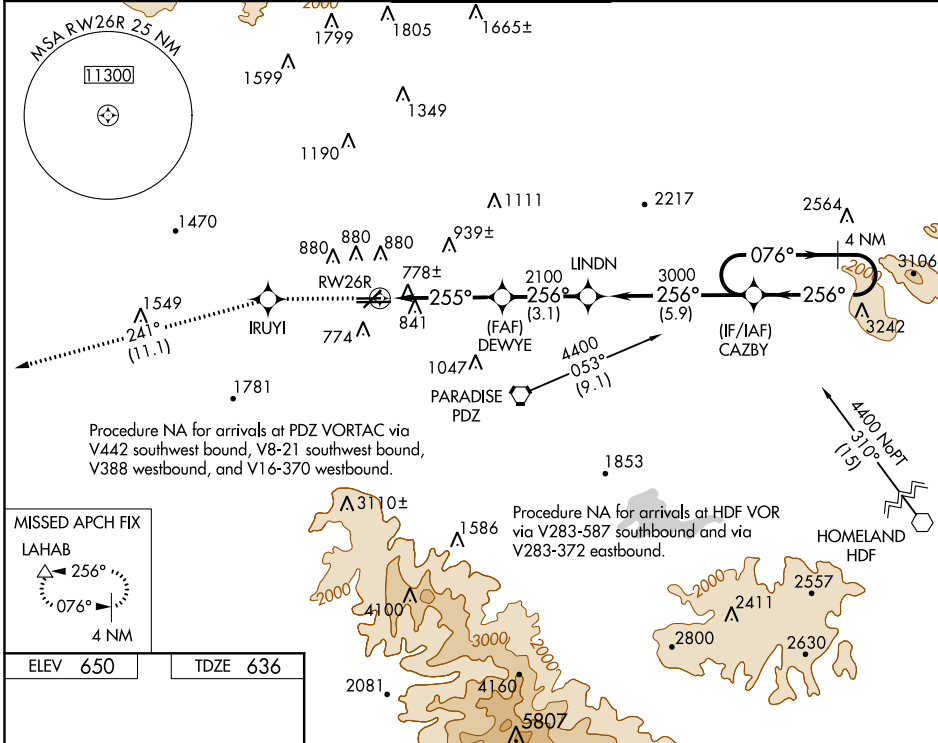 MSA RW26R 25 NM
11300
1799
1805
1665±
1599
1349
1190
1111
2217
2564
4 NM
1470
939±
076°
2000
3106
880
880
880
LINDN
RW26R
778±
2100
3000
255°
256°
256°
256°
(3.1)
(5.9)
1549
IRUYI
841
774
(FAF)
DEWYE
(IF/IAF)
CAZBY
3242
241°
(11.1)
1047
4400
053°
(9.1)
PARADISE
PDZ
1781
4400 NoPT
310°
(15)
Procedure NA for arrivals at PDZ VORTAC via
V442 southwest bound, V8-21 southwest bound,
V388 westbound, and V16-370 westbound.
1853
3110±
Procedure NA for arrivals at HDF VOR
via V283-587 southbound and via
V283-372 eastbound.
HOMELAND
HDF
MISSED APCH FIX
LAHAB
256°
076°
4 NM
1586
2000
4100
3000
2000
2000
2557
2411
2800
2630
ELEV 650
TDZE 636
2081
4160
5807